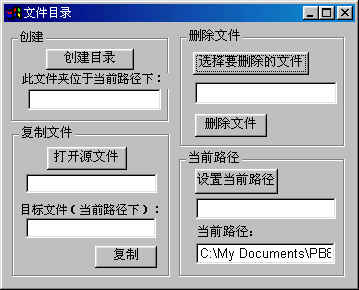 文件目录
创建
创建目录
此文件夹位于当前路径下：
复制文件
打开源文件
目标文件（当前路径下）：
复制
删除文件
选择要删除的文件
删除文件
当前路径
设置当前路径
当前路径：
C:\My Documents\PB